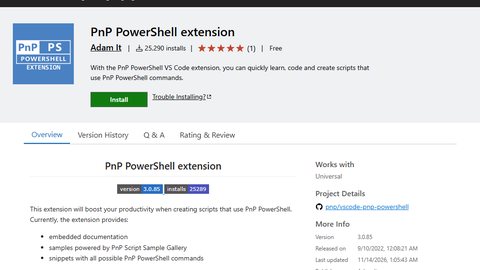 PnP PS
POWERSHELL
EXTENSION
PnP PowerShell extension
Adam It | 25,290 installs | (1) | Free
With the PnP PowerShell VS Code extension, you can quickly learn, code and create scripts that
use PnP PowerShell commands.
Install
Trouble Installing?
Overview Version History Q & A Rating & Review
PnP PowerShell extension
version 3.0.85 installs 25289
This extension will boost your productivity when creating scripts that use PnP PowerShell.
Currently, the extension provides:
• embedded documentation
• samples powered by PnP Script Sample Gallery
• snippets with all possible PnP PowerShell commands
Works with
Universal
Project Details
pnp/vscode-pnp-powershell
More Info
Version 3.0.85
Released on 9/10/2022, 12:08:21 AM
Last updated 11/14/2026, 1:05:43 AM